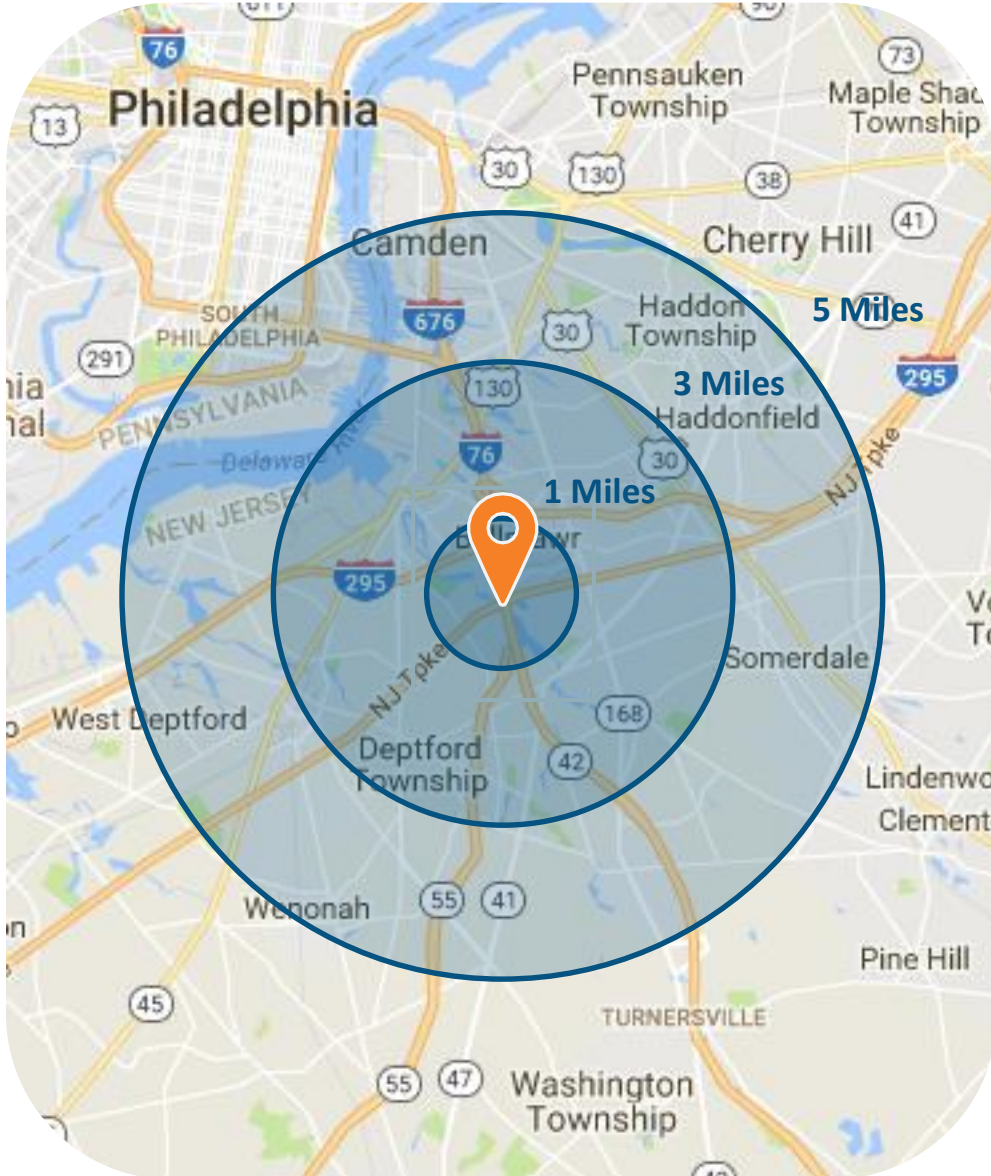 76
Philadelphia
13
30
130
Pennsauken
Township
73
Maple Shad
Township
38
41
Camden
Cherry Hill
SOUTH
PHILADELPHIA
676
30
Haddon
Township
5 Miles
291
nia
nal
PENNSYLVANIA
130
3 Miles
Haddonfield
295
Delaware
76
30
NJ Tpke
NEW JERSEY
1 Miles
295
Somerdale
NJ Tpke
West Deptford
168
Deptford
Township
42
Lindenwo
Clement
Wenonah
55
41
Pine Hill
45
TURNERSVILLE
55
47
Washington
Township